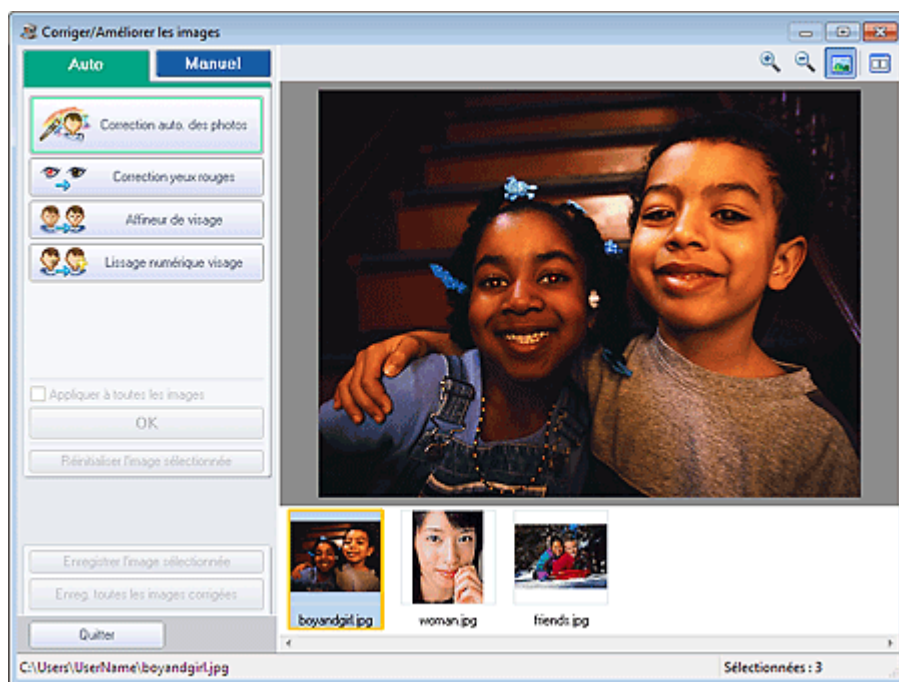 Corriger/Améliorer les images
Auto
Manuel
Correction auto. des photos
Correction yeux rouges
Affineur de visage
Lissage numérique visage
Appliquer à toutes les images
OK
Réinitialiser l'image sélectionnée
Enregistrer l'image sélectionnée
Enreg. toutes les images corrigées
Quitter
boyandgirl.jpg
woman.jpg
friends.jpg
C:\Users\UserName\boyandgirl.jpg
Sélectionnées : 3